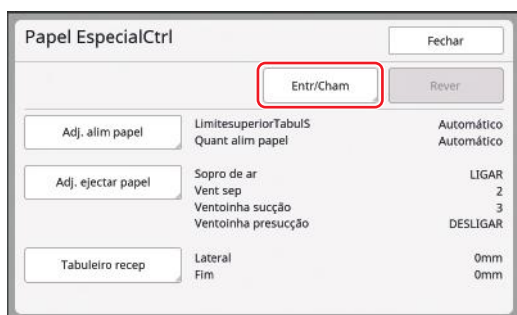 Papel EspecialCtrl
Fechar
Entr/Cham
Rever
Adj. alim papel
LimitesuperiorTabulS Automático
Quant alim papel Automático
Adj. ejectar papel
Sopro de ar LIGAR
Vent sep 2
Ventoinha sucção 3
Ventoinha presucção DESLIGAR
Tabuleiro recep
Lateral 0mm
Fim 0mm